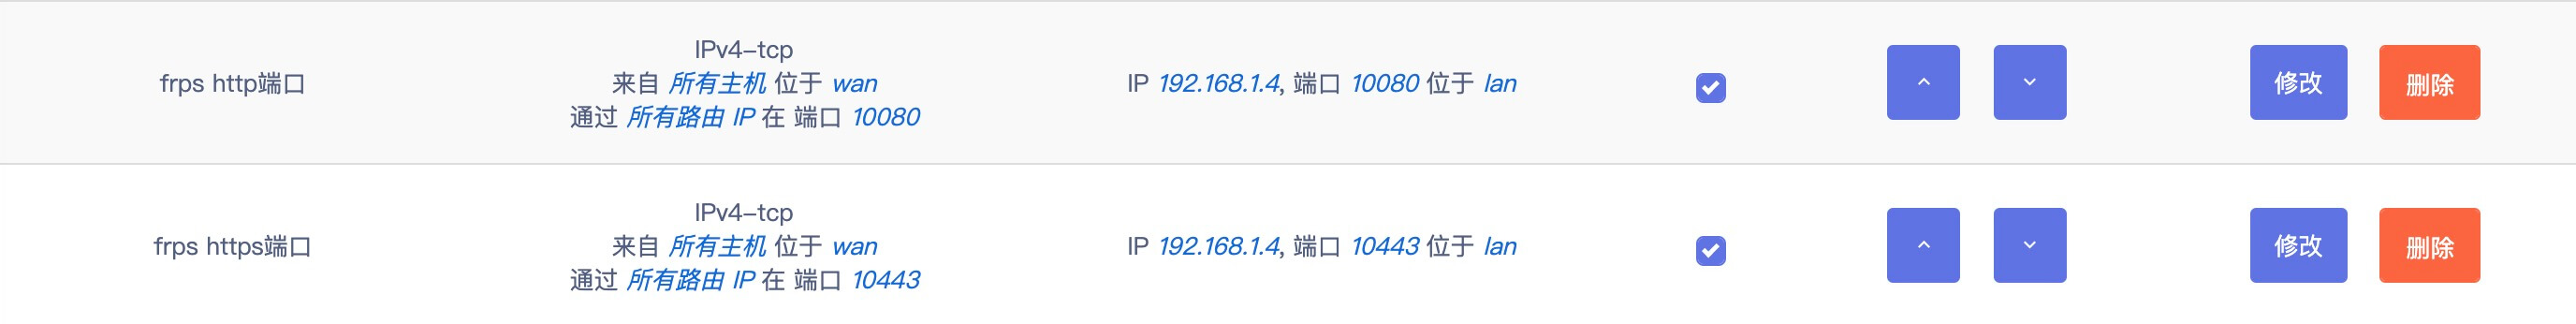 frps http端口
IPv4-tcp
来自 所有主机 位于 wan
通过 所有路由 IP 在 端口 10080
IP 192.168.1.4, 端口 10080 位于 lan
修改
删除
frps https端口
IPv4-tcp
来自 所有主机 位于 wan
通过 所有路由 IP 在 端口 10443
IP 192.168.1.4, 端口 10443 位于 lan
修改
删除